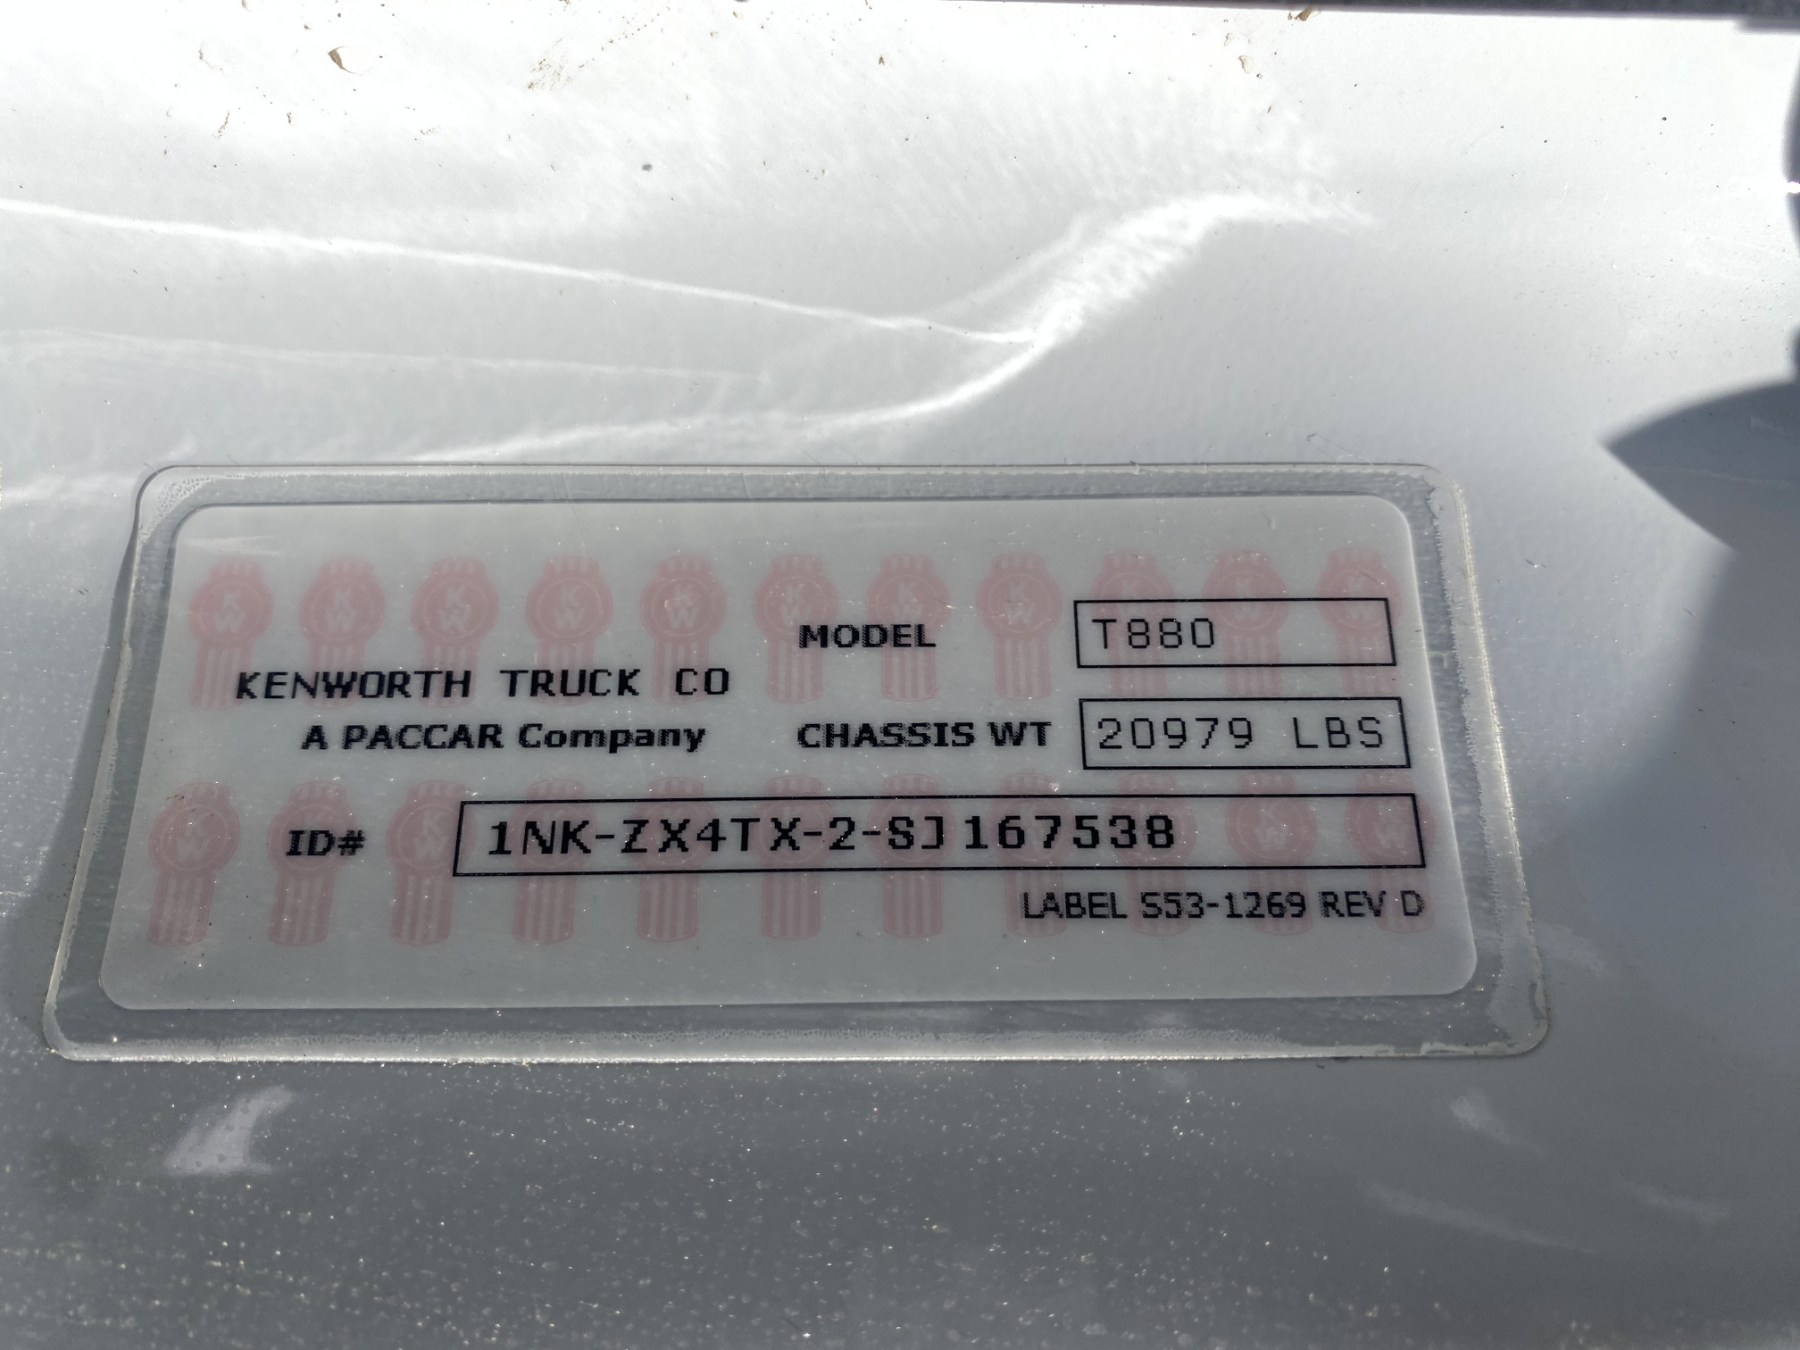 MODEL T880
KENWORTH TRUCK CO
A PACCAR Company
CHASSIS WT 20979 LBS
ID# 1NK-ZX4TX-2-SJ167538
LABEL S53-1269 REV D